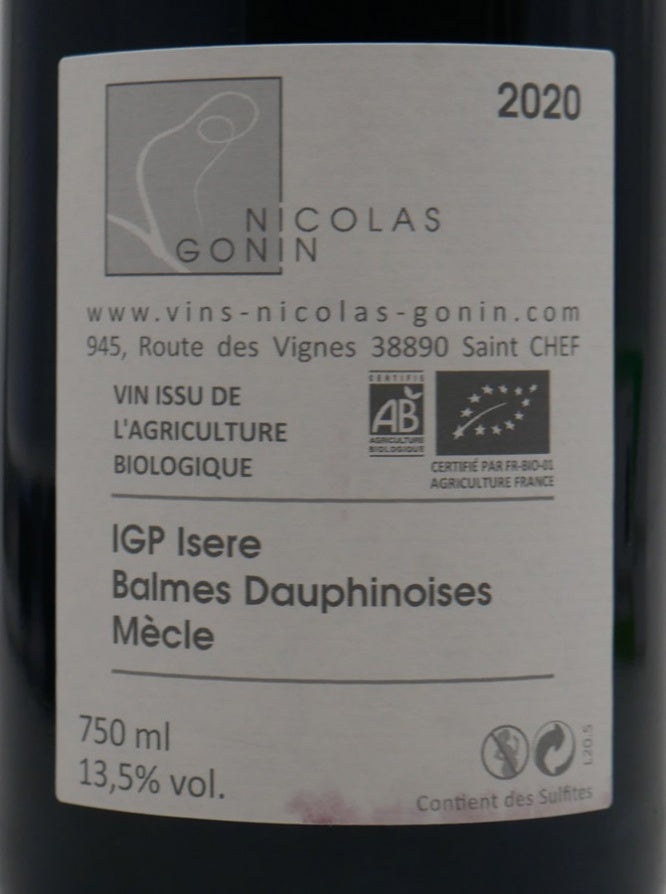 2020
NICOLAS
GONIN
www.vins-nicolas-gonin.com
945, Route des Vignes 38890 Saint CHEF
VIN ISSU DE
L'AGRICULTURE
BIOLOGIQUE
CERTIFIÉ
AB
AGRICULTURE
BIOLOGIQUE
CERTIFIÉ PAR FR-BIO-01
AGRICULTURE FRANCE
IGP Isere
Balmes Dauphinoises
Mècle
750 ml
13,5% vol.
L20.5
Contient des Sulfites